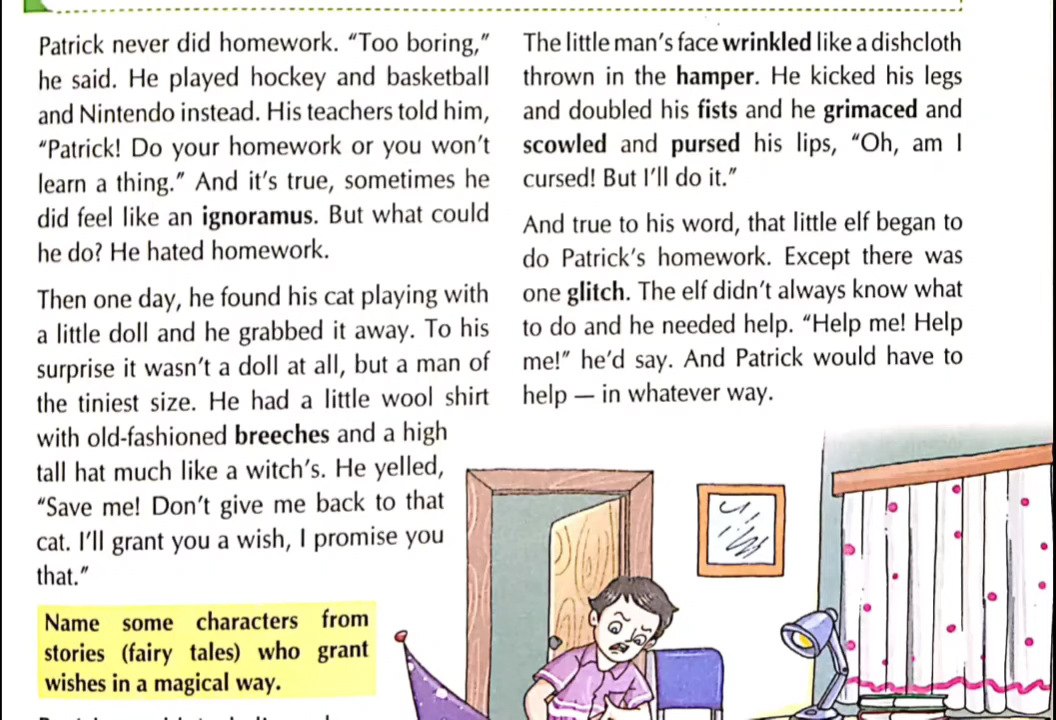 Patrick never did homework. “Too boring,”
he said. He played hockey and basketball
and Nintendo instead. His teachers told him,
“Patrick! Do your homework or you won’t
learn a thing.” And it’s true, sometimes he
did feel like an ignoramus. But what could
he do? He hated homework.
Then one day, he found his cat playing with
a little doll and he grabbed it away. To his
surprise it wasn’t a doll at all, but a man of
the tiniest size. He had a little wool shirt
with old-fashioned breeches and a high
tall hat much like a witch’s. He yelled,
“Save me! Don’t give me back to that
cat. I’ll grant you a wish, I promise you
that.”
Name some characters from
stories (fairy tales) who grant
wishes in a magical way.
The little man’s face wrinkled like a dishcloth
thrown in the hamper. He kicked his legs
and doubled his fists and he grimaced and
scowled and pursed his lips, “Oh, am I
cursed! But I’ll do it.”
And true to his word, that little elf began to
do Patrick’s homework. Except there was
one glitch. The elf didn’t always know what
to do and he needed help. “Help me! Help
me!” he’d say. And Patrick would have to
help — in whatever way.